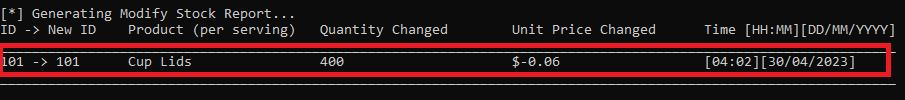 [*] Generating Modify Stock Report...
ID -> New ID    Product (per serving)    Quantity Changed    Unit Price Changed    Time [HH:MM][DD/MM/YYYY]
101 -> 101    Cup Lids    400    $-0.06    [04:02][30/04/2023]